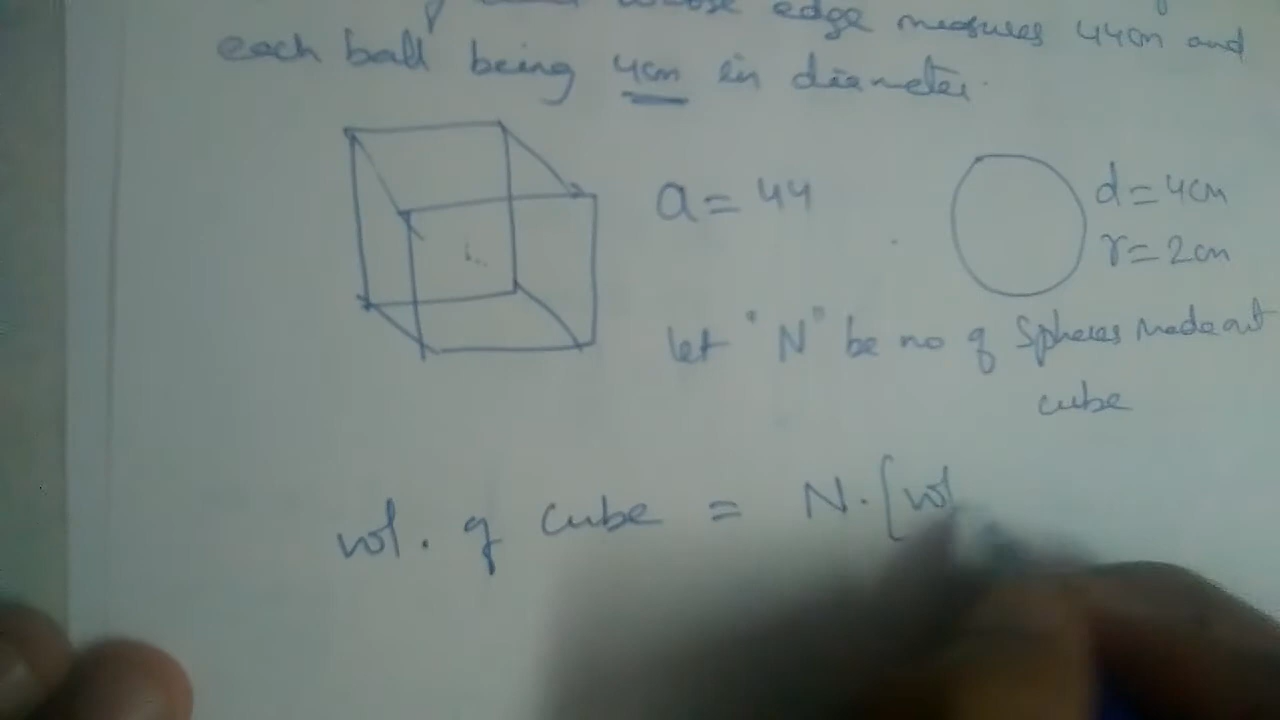 whose edge measures 44cm and
each ball being 4cm in diameter.
a = 44
d = 4cm
r = 2cm
let "N" be no of Spheres made out
cube
vol. of cube = N. [vol